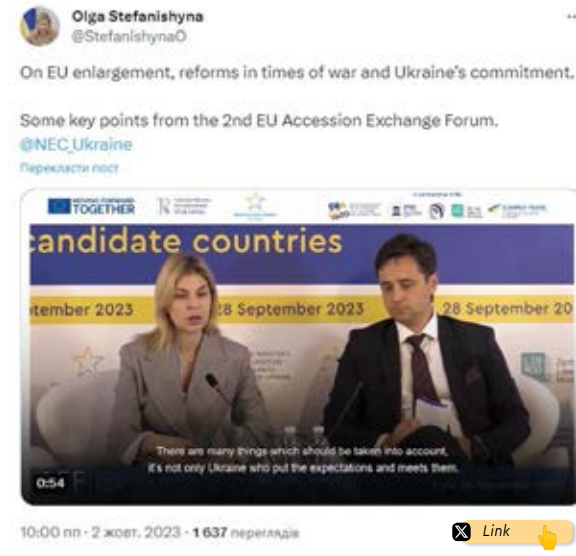 Olga Stefanishyna
@StefanishynaO
On EU enlargement, reforms in times of war and Ukraine's commitment.
Some key points from the 2nd EU Accession Exchange Forum.
@NEC_Ukraine
Перекласти пост
TOGETHER
candidate countries
tember 2023
28 September 2023
28 September 20
There are many things which should be taken into account,
it's not only Ukraine who put the expectations and meets them.
0:54
10:00 пп · 2 жовт. 2023 · 1 637 переглядів
X Link